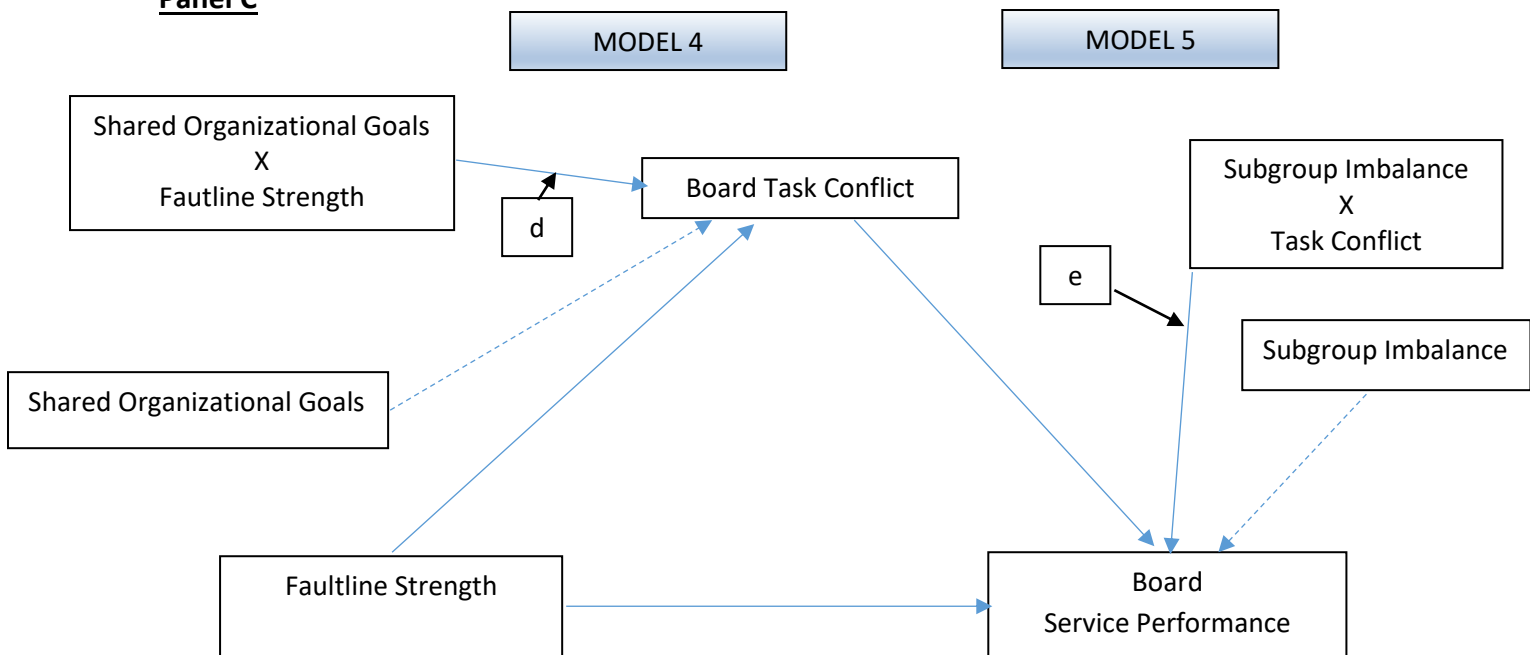 Panel C
MODEL 4
MODEL 5
Shared Organizational Goals
X
Fautline Strength
Board Task Conflict
Subgroup Imbalance
X
Task Conflict
d
e
Subgroup Imbalance
Shared Organizational Goals
Faultline Strength
Board
Service Performance